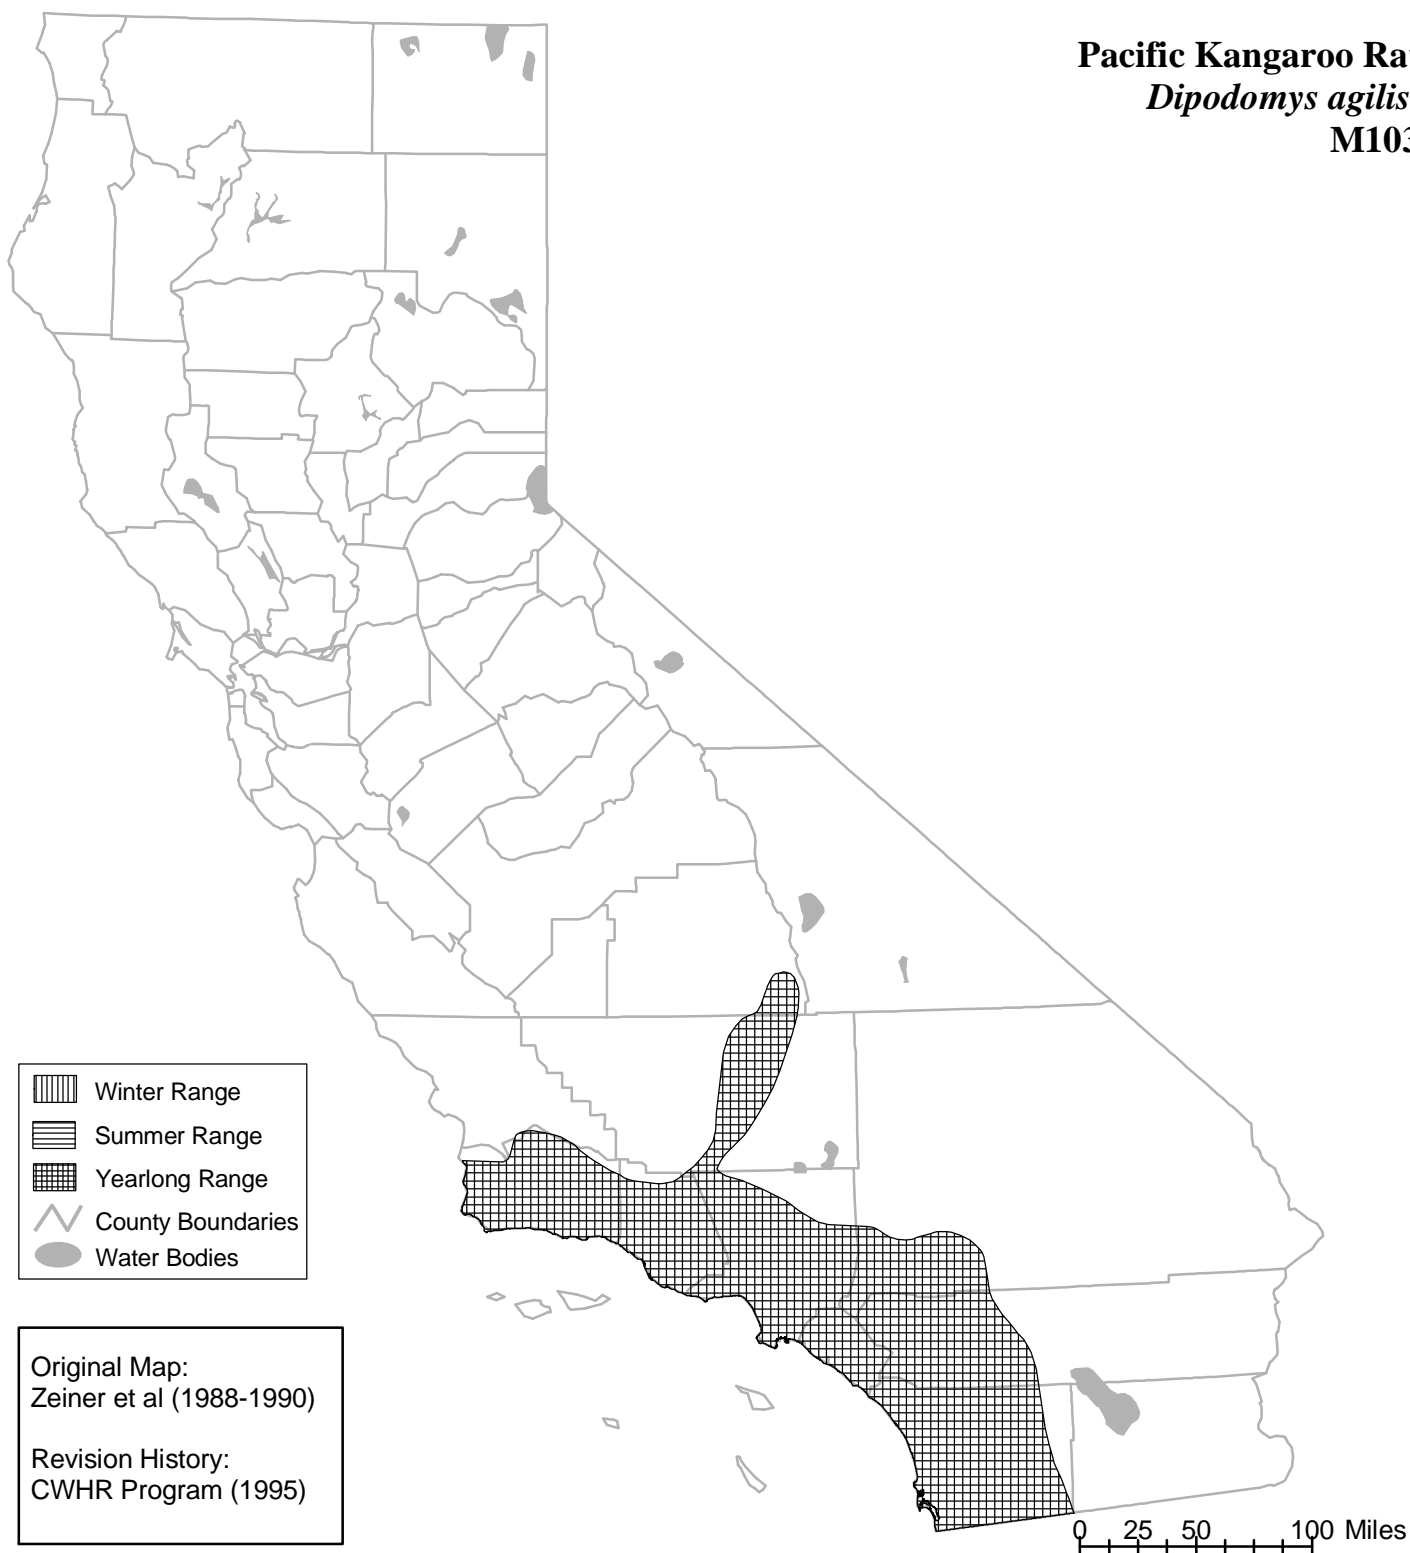 Pacific Kangaroo Ra
Dipodomys agilis
M103
Winter Range
Summer Range
Yearlong Range
County Boundaries
Water Bodies
Original Map:
Zeiner et al (1988-1990)
Revision History:
CWHR Program (1995)
0 25 50 100 Miles